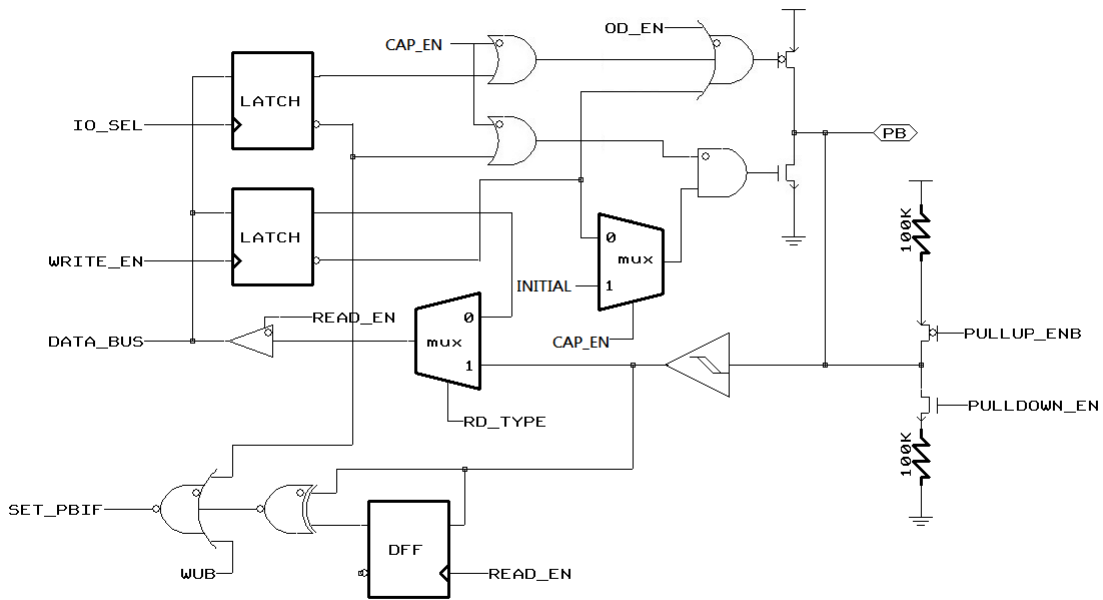 OD_EN
CAP_EN
LATCH
IO_SEL
PB
LATCH
WRITE_EN
0
mux
1
INITIAL
CAP_EN
100K
READ_EN
0
mux
1
DATA_BUS
RD_TYPE
PULLUP_ENB
PULLDOWN_EN
100K
SET_PBIF
WUB
DFF
READ_EN